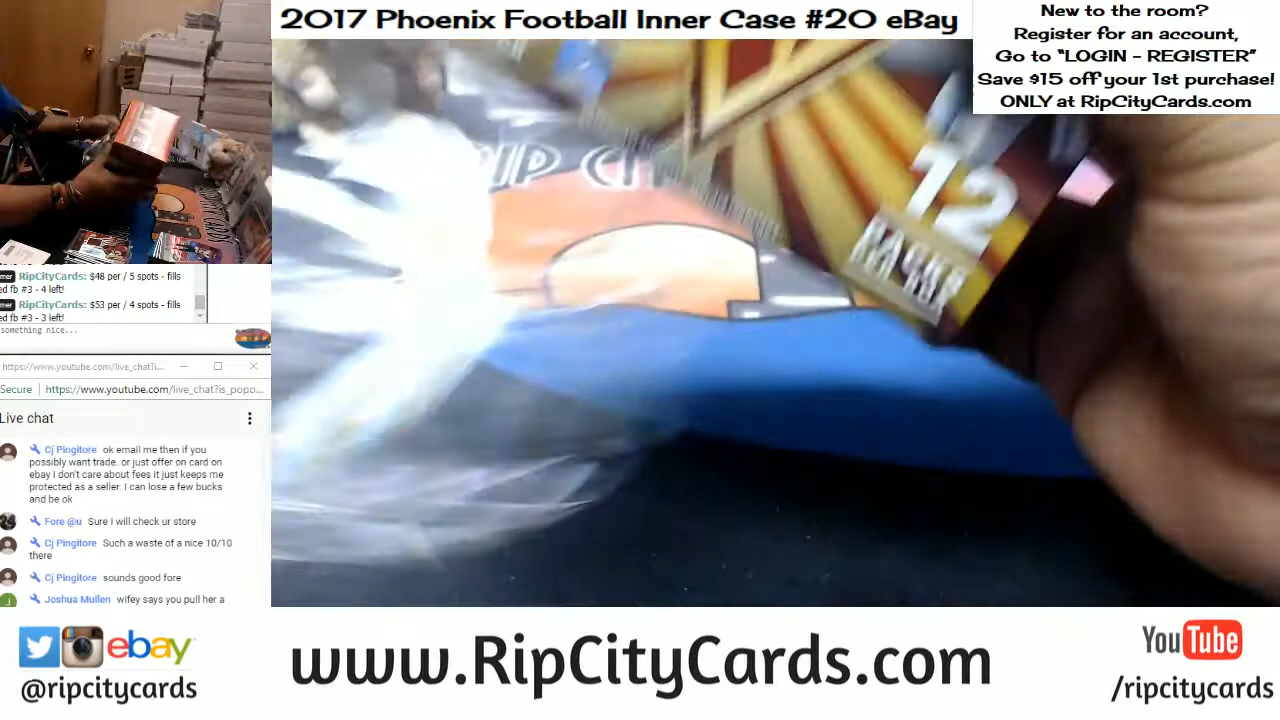 2017 Phoenix Football Inner Case #20 eBay
New to the room?
Register for an account,
Go to “LOGIN - REGISTER”
Save $15 off your 1st purchase!
ONLY at RipCityCards.com
RIP CI
12
RipCityCards: $48 per / 5 spots - fills
ed fb #3 - 4 left!
RipCityCards: $53 per / 4 spots - fills
ed fb #3 - 3 left!
something nice...
https://www.youtube.com/live_chat?i...
Secure https://www.youtube.com/live_chat?is_popo...
Live chat
Cj Pingitore ok email me then if you
possibly want trade. or just offer on card on
ebay I don't care about fees it just keeps me
protected as a seller. I can lose a few bucks
and be ok
Fore @u Sure I will check ur store
Cj Pingitore Such a waste of a nice 10/10
there
Cj Pingitore sounds good fore
Joshua Mullen wifey says you pull her a
ebay
@ripcitycards
www.RipCityCards.com
YouTube
/ripcitycards